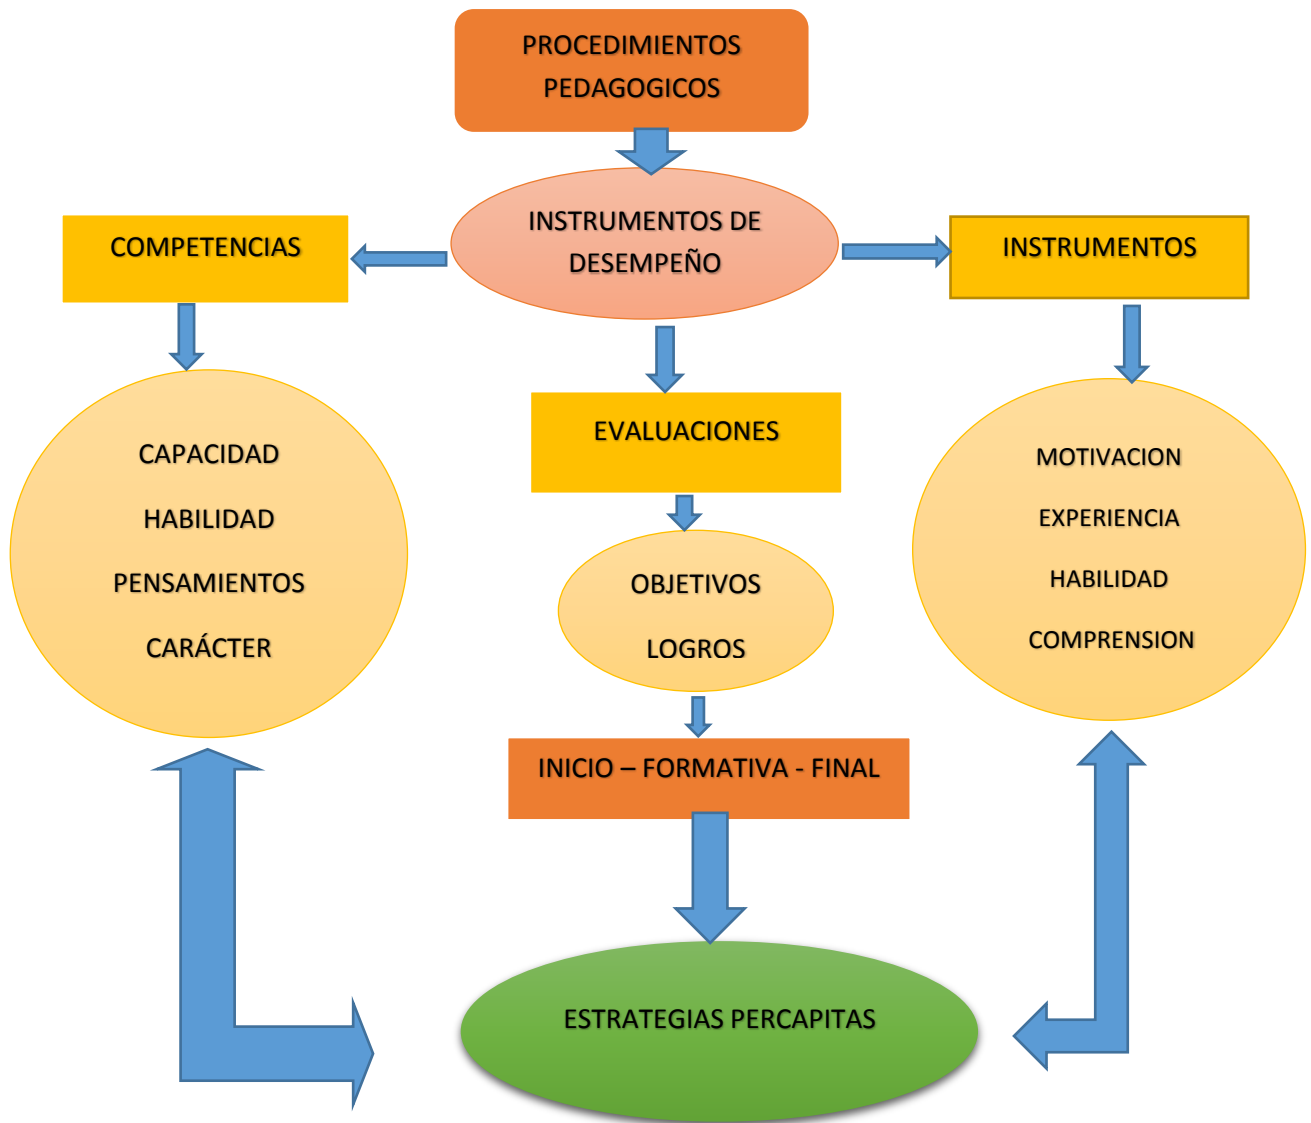 PROCEDIMIENTOS
PEDAGOGICOS
INSTRUMENTOS DE
DESEMPEÑO
COMPETENCIAS
INSTRUMENTOS
CAPACIDAD
HABILIDAD
PENSAMIENTOS
CARÁCTER
EVALUACIONES
OBJETIVOS
LOGROS
MOTIVACION
EXPERIENCIA
HABILIDAD
COMPRENSION
INICIO – FORMATIVA - FINAL
ESTRATEGIAS PERCAPITAS